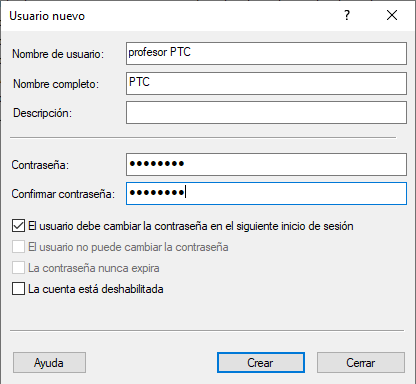 Usuario nuevo ? ×
Nombre de usuario: profesor PTC
Nombre completo: PTC
Descripción:
Contraseña: ●●●●●●●●
Confirmar contraseña: ●●●●●●●●
El usuario debe cambiar la contraseña en el siguiente inicio de sesión
El usuario no puede cambiar la contraseña
La contraseña nunca expira
La cuenta está deshabilitada
Ayuda Crear Cerrar